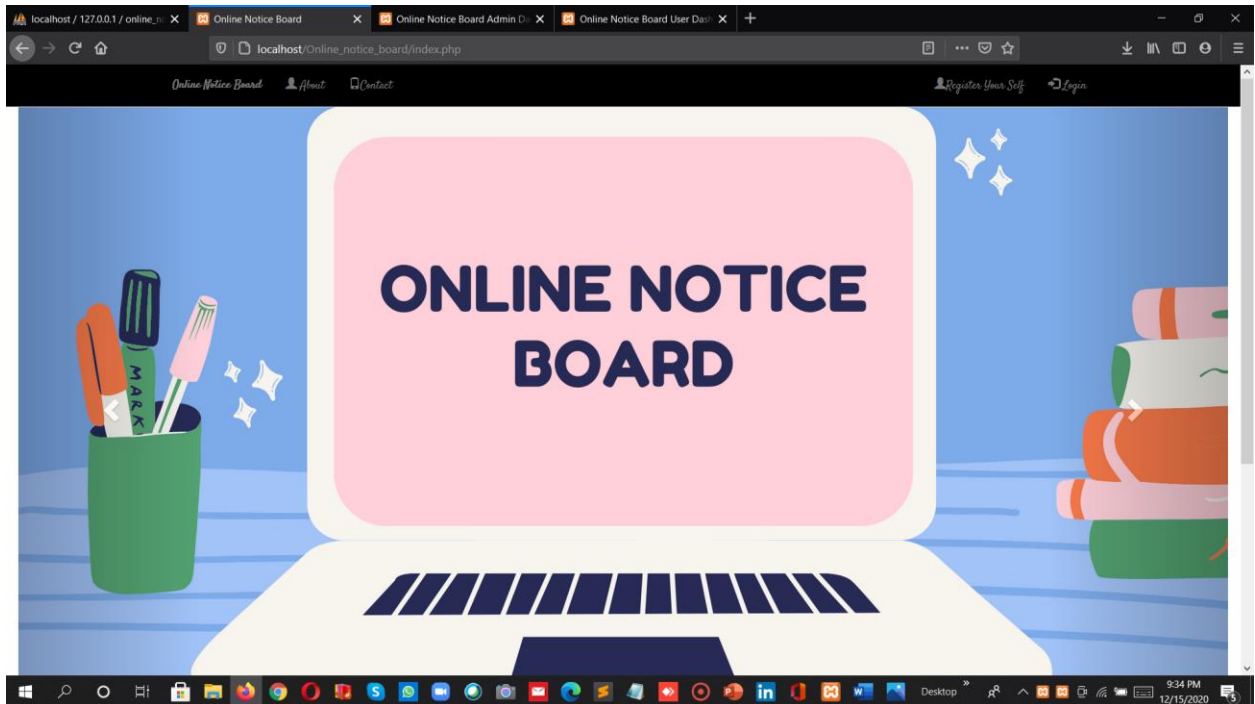 localhost / 127.0.0.1 / online_n
Online Notice Board
Online Notice Board Admin Da
Online Notice Board User Dash
localhost/Online_notice_board/index.php
Online Notice Board About Contact Register Your Self Login
ONLINE NOTICE
BOARD
MARK
Desktop
9:34 PM
12/15/2020
5